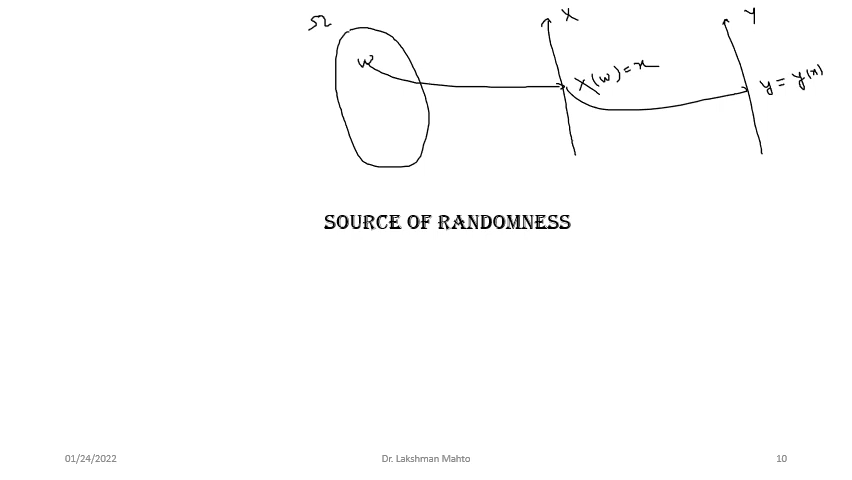 Ω X Y
w X(w) = x y = y(x)
SOURCE OF RANDOMNESS
01/24/2022 Dr. Lakshman Mahto 10